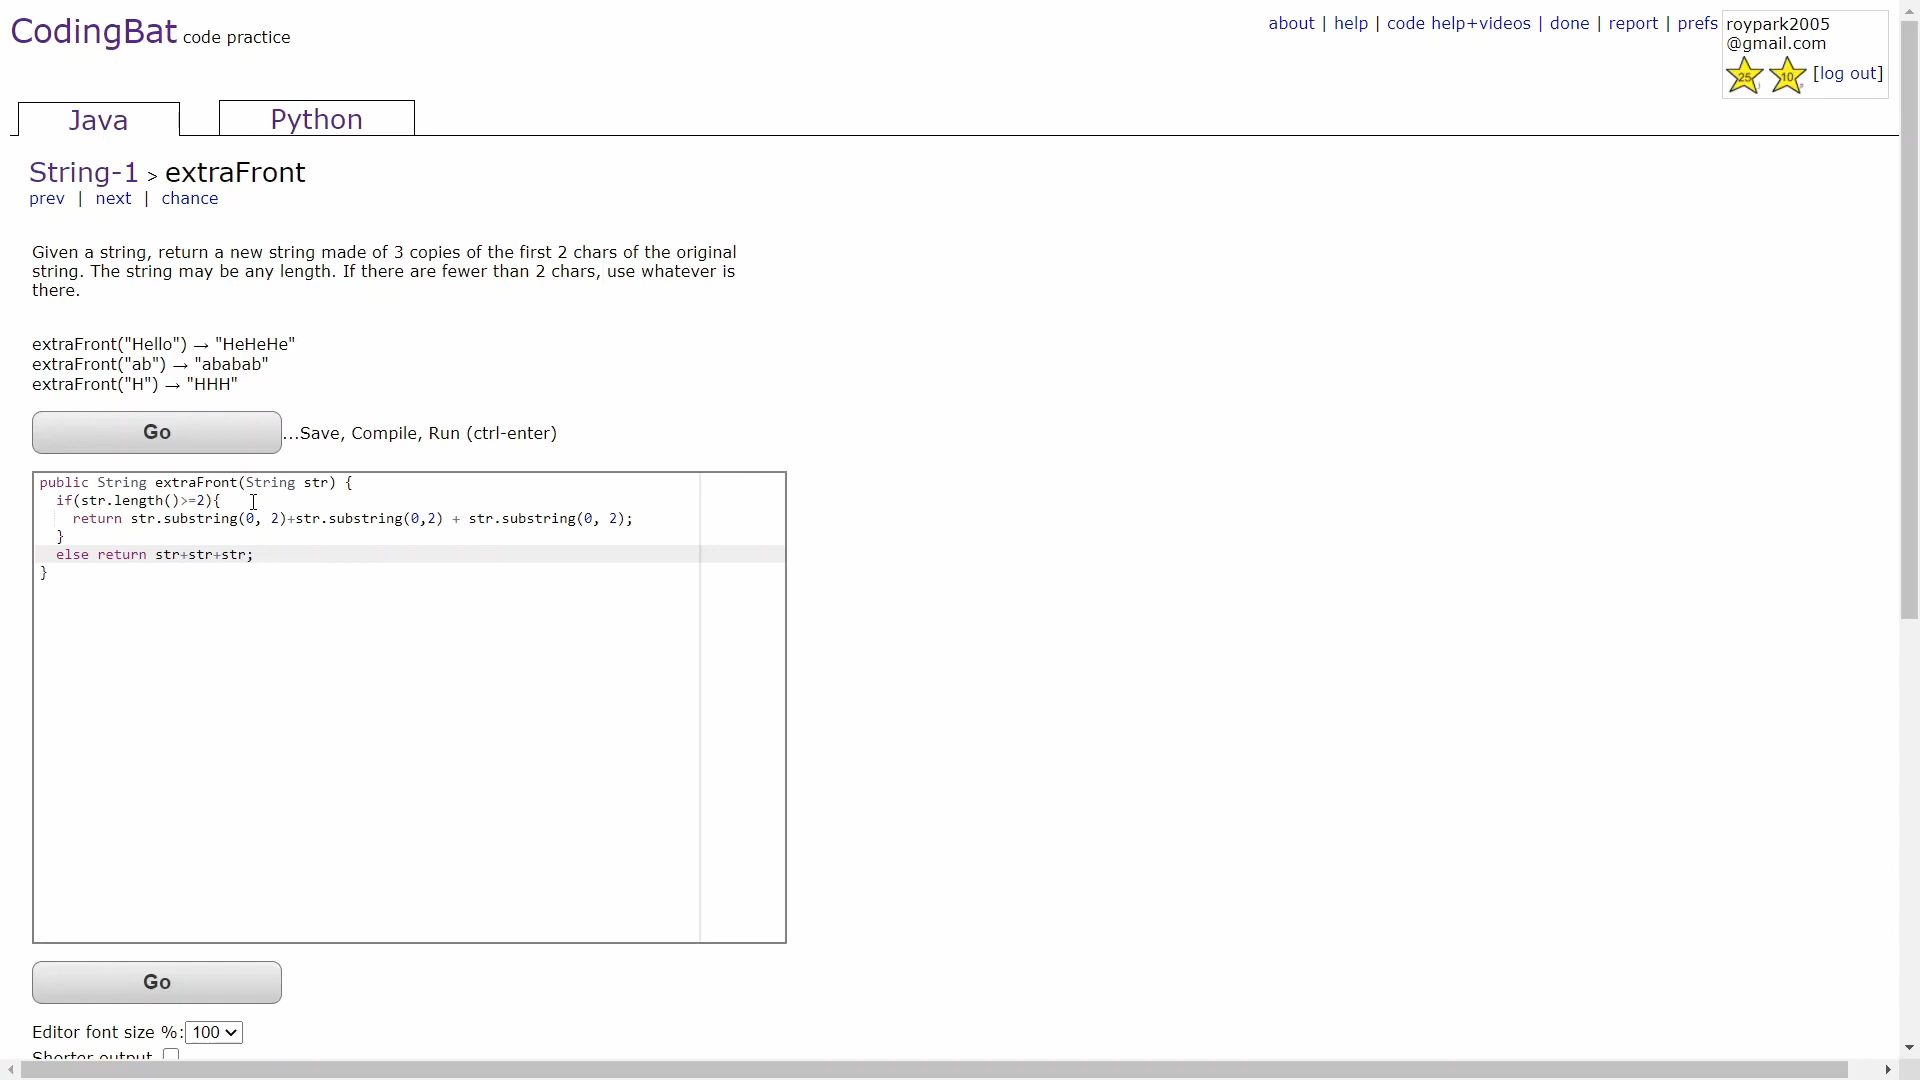 CodingBat code practice
about | help | code help+videos | done | report | prefs
roypark2005
@gmail.com
25 10 [log out]
Java
Python
String-1 > extraFront
prev | next | chance
Given a string, return a new string made of 3 copies of the first 2 chars of the original
string. The string may be any length. If there are fewer than 2 chars, use whatever is
there.
extraFront("Hello") → "HeHeHe"
extraFront("ab") → "ababab"
extraFront("H") → "HHH"
Go ...Save, Compile, Run (ctrl-enter)
public String extraFront(String str) {
  if(str.length()>=2){
    return str.substring(0, 2)+str.substring(0,2) + str.substring(0, 2);
  }
  else return str+str+str;
}
Go
Editor font size %: 100
Shorter output